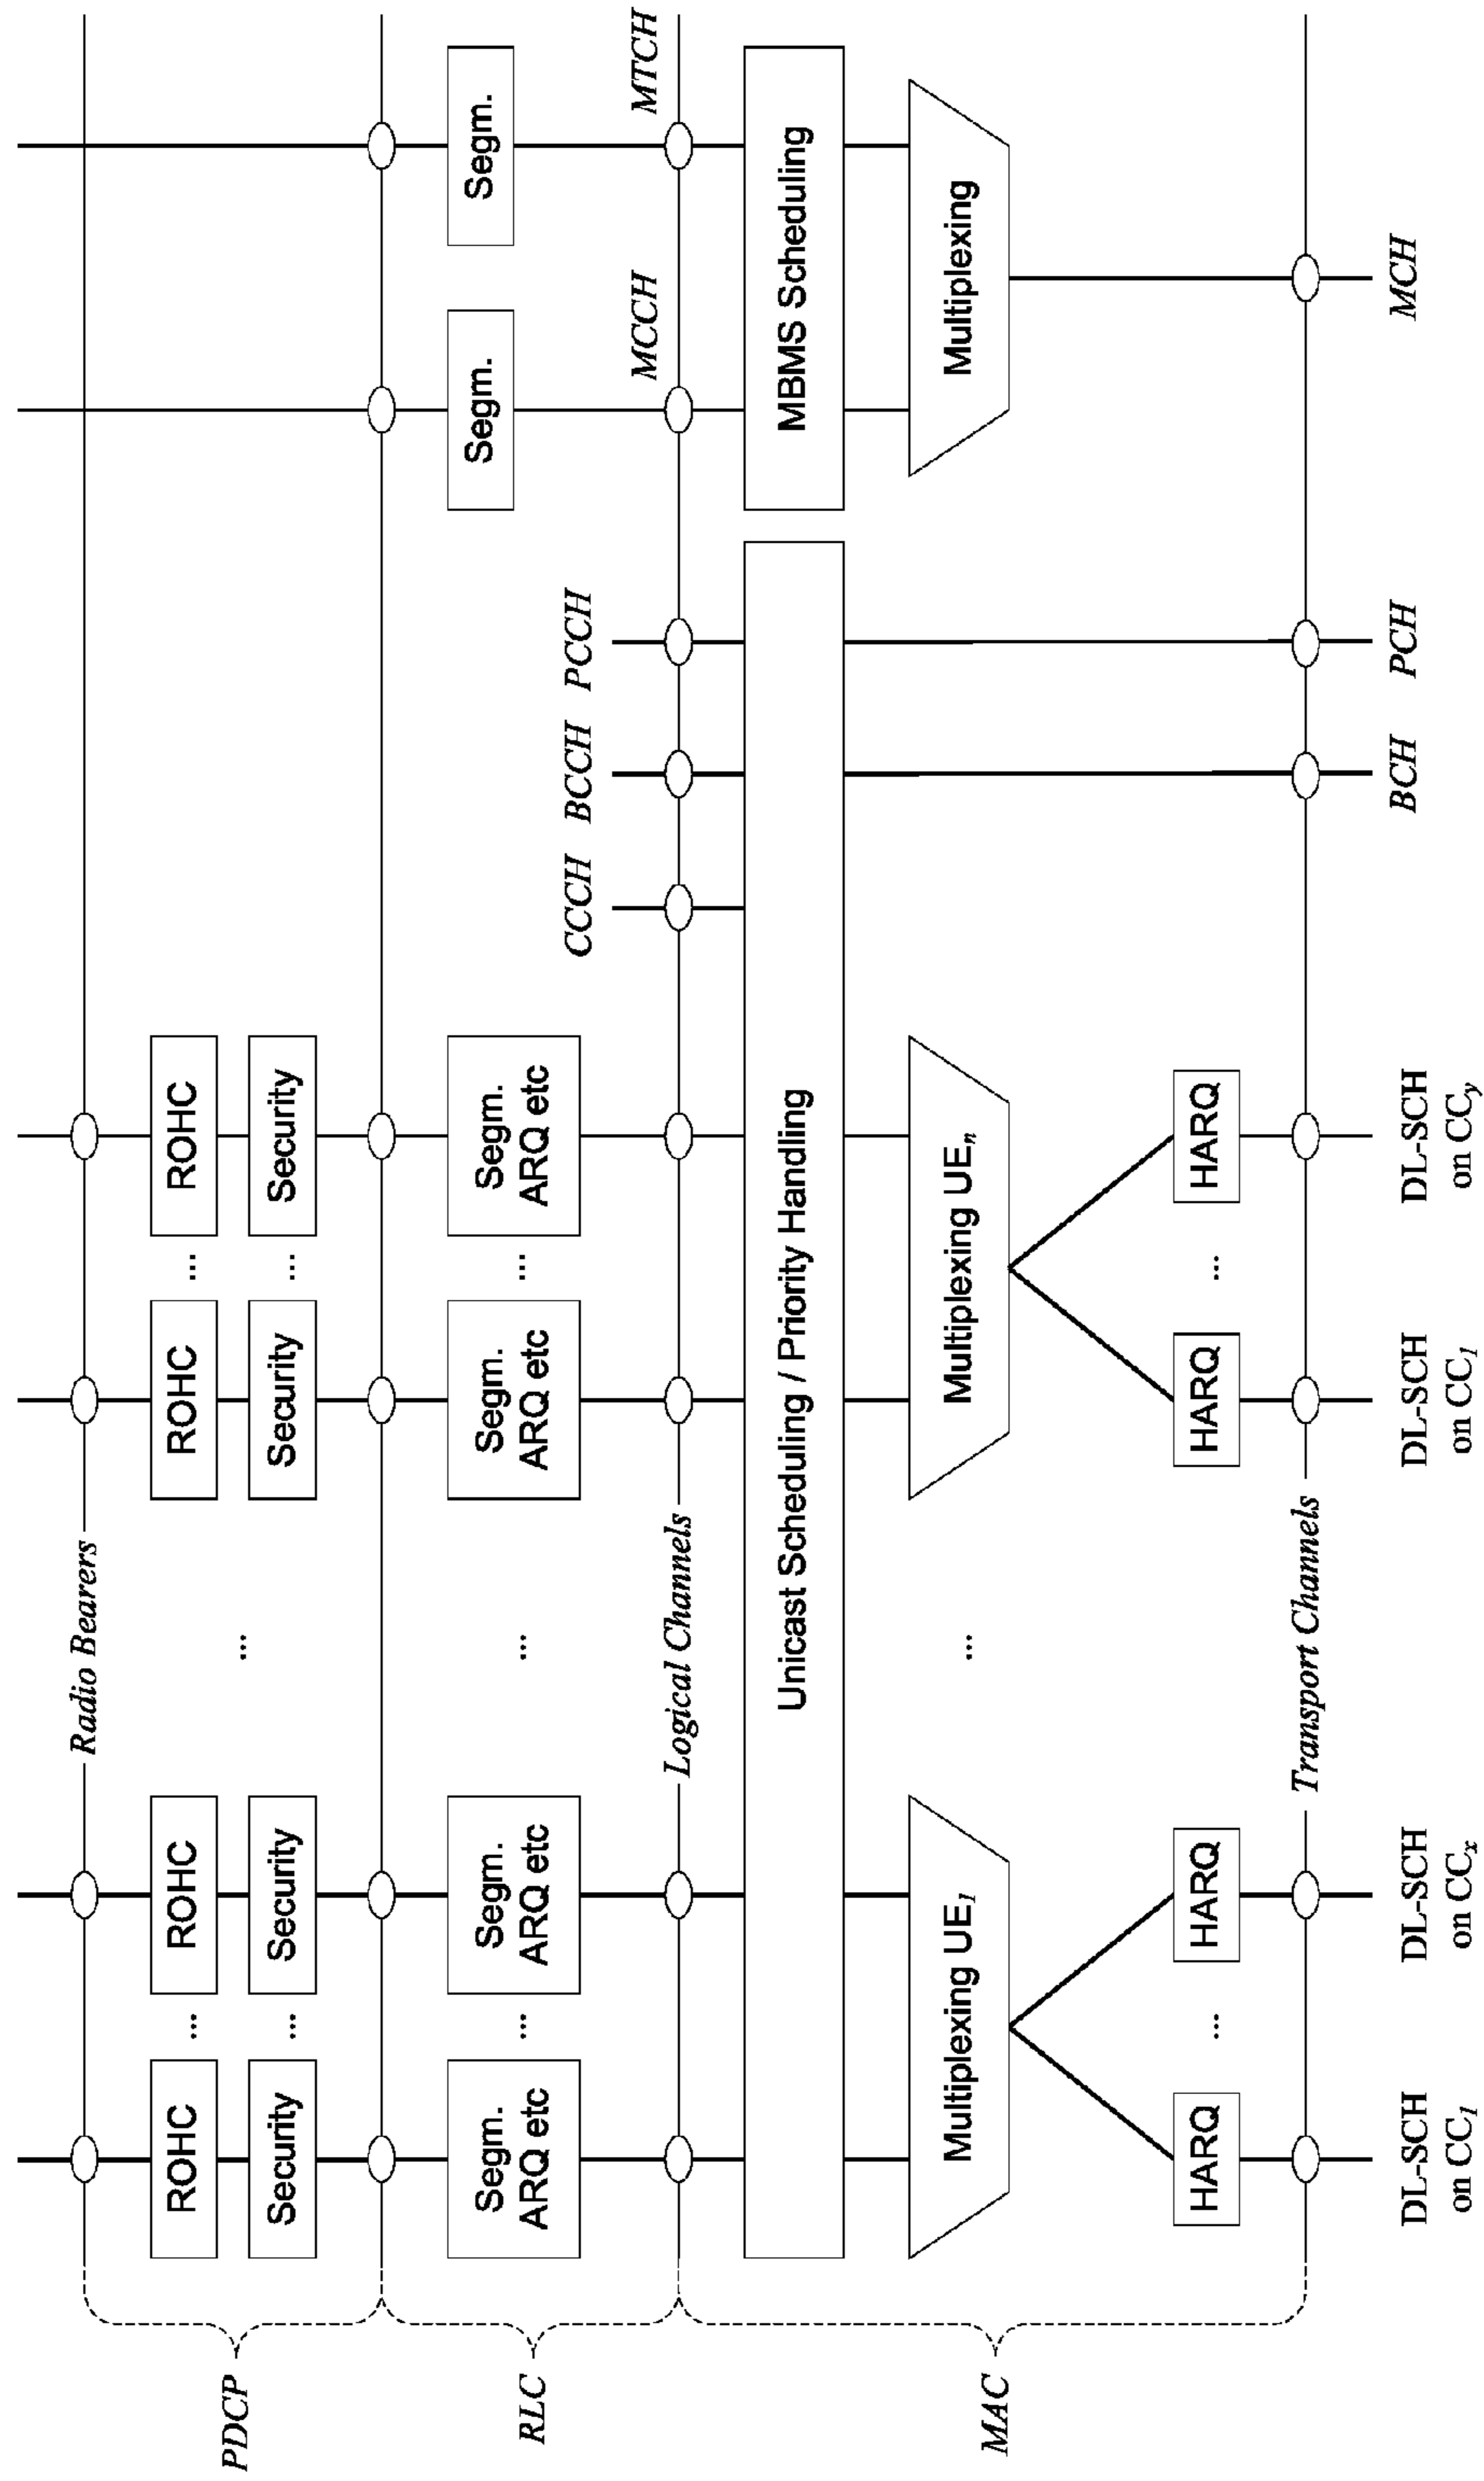 Radio Bearers
PDCP
ROHC
...
ROHC
ROHC
...
ROHC
...
Security
...
Security
Security
...
Security
RLC
Segm.
ARQ etc
...
Segm.
ARQ etc
...
Segm.
ARQ etc
...
Segm.
ARQ etc
Segm.
Segm.
CCCH
BCCH
PCCH
MCCH
MTCH
Logical Channels
MAC
Unicast Scheduling / Priority Handling
MBMS Scheduling
Multiplexing UE1
...
Multiplexing UEn
Multiplexing
HARQ
...
HARQ
HARQ
...
HARQ
Transport Channels
DL-SCH
on CC1
DL-SCH
on CCx
DL-SCH
on CC1
DL-SCH
on CCy
BCH
PCH
MCH